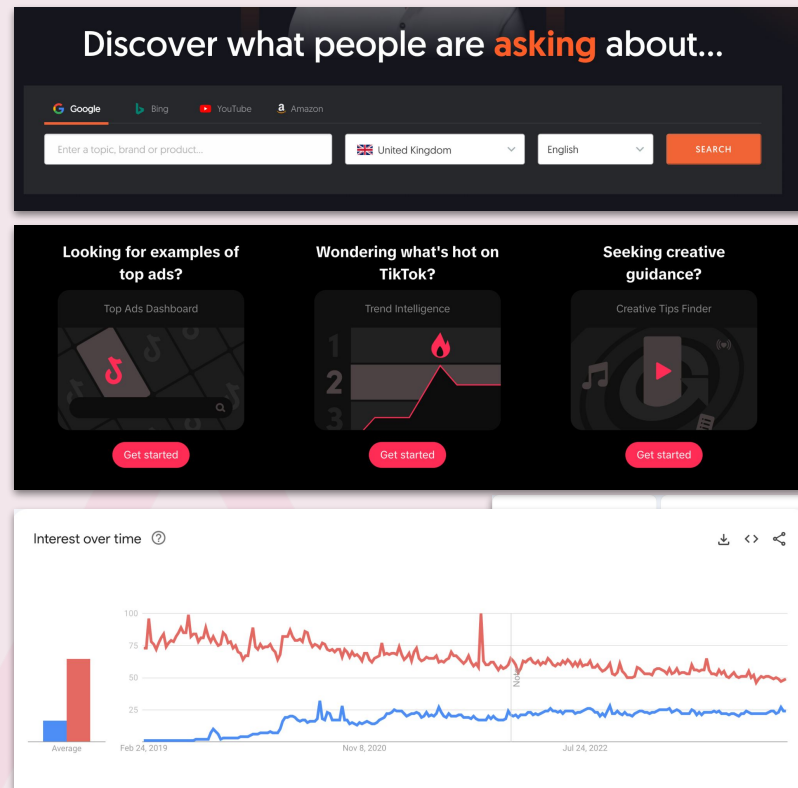 Discover what people are asking about...
Google Bing YouTube a Amazon
Enter a topic, brand or product... United Kingdom English SEARCH
Looking for examples of
top ads?
Wondering what's hot on
TikTok?
Seeking creative
guidance?
Top Ads Dashboard
Trend Intelligence
1
2
3
Creative Tips Finder
Get started
Get started
Get started
Interest over time ?
100
75
50
25
Note
Average
Feb 24, 2019
Nov 8, 2020
Jul 24, 2022